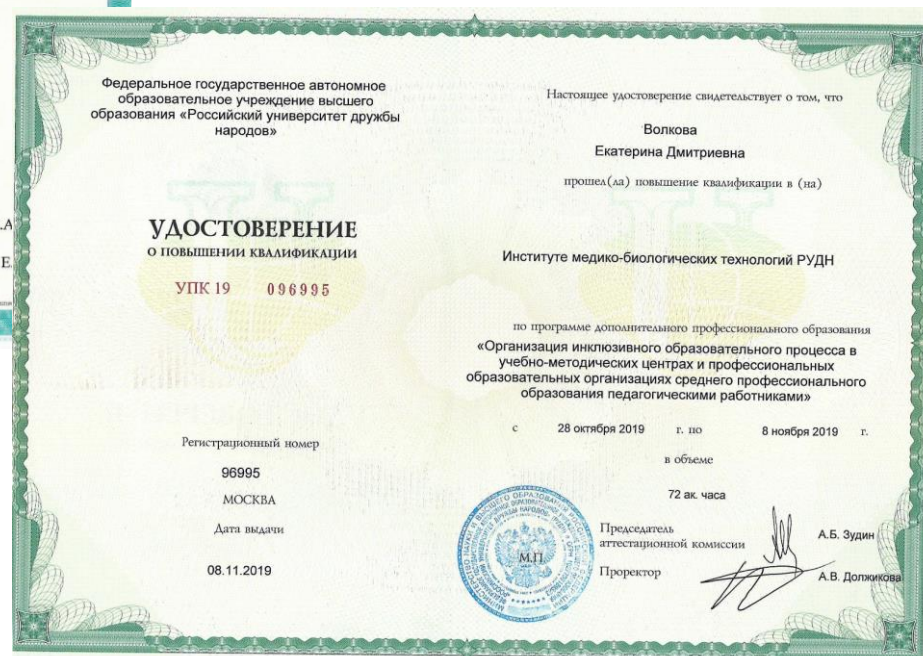 Федеральное государственное автономное
образовательное учреждение высшего
образования «Российский университет дружбы
народов»
УДОСТОВЕРЕНИЕ
О ПОВЫШЕНИИ КВАЛИФИКАЦИИ
УПК 19 096995
Регистрационный номер
96995
МОСКВА
Дата выдачи
08.11.2019
Настоящее удостоверение свидетельствует о том, что
Волкова
Екатерина Дмитриевна
прошел(ла) повышение квалификации в (на)
Институте медико-биологических технологий РУДН
по программе дополнительного профессионального образования
«Организация инклюзивного образовательного процесса в
учебно-методических центрах и профессиональных
образовательных организациях среднего профессионального
образования педагогическими работниками»
с 28 октября 2019 г. по 8 ноября 2019 г.
в объеме
72 ак. часа
М.П.
Председатель
аттестационной комиссии
А.Б. Зудин
Проректор
А.В. Должикова